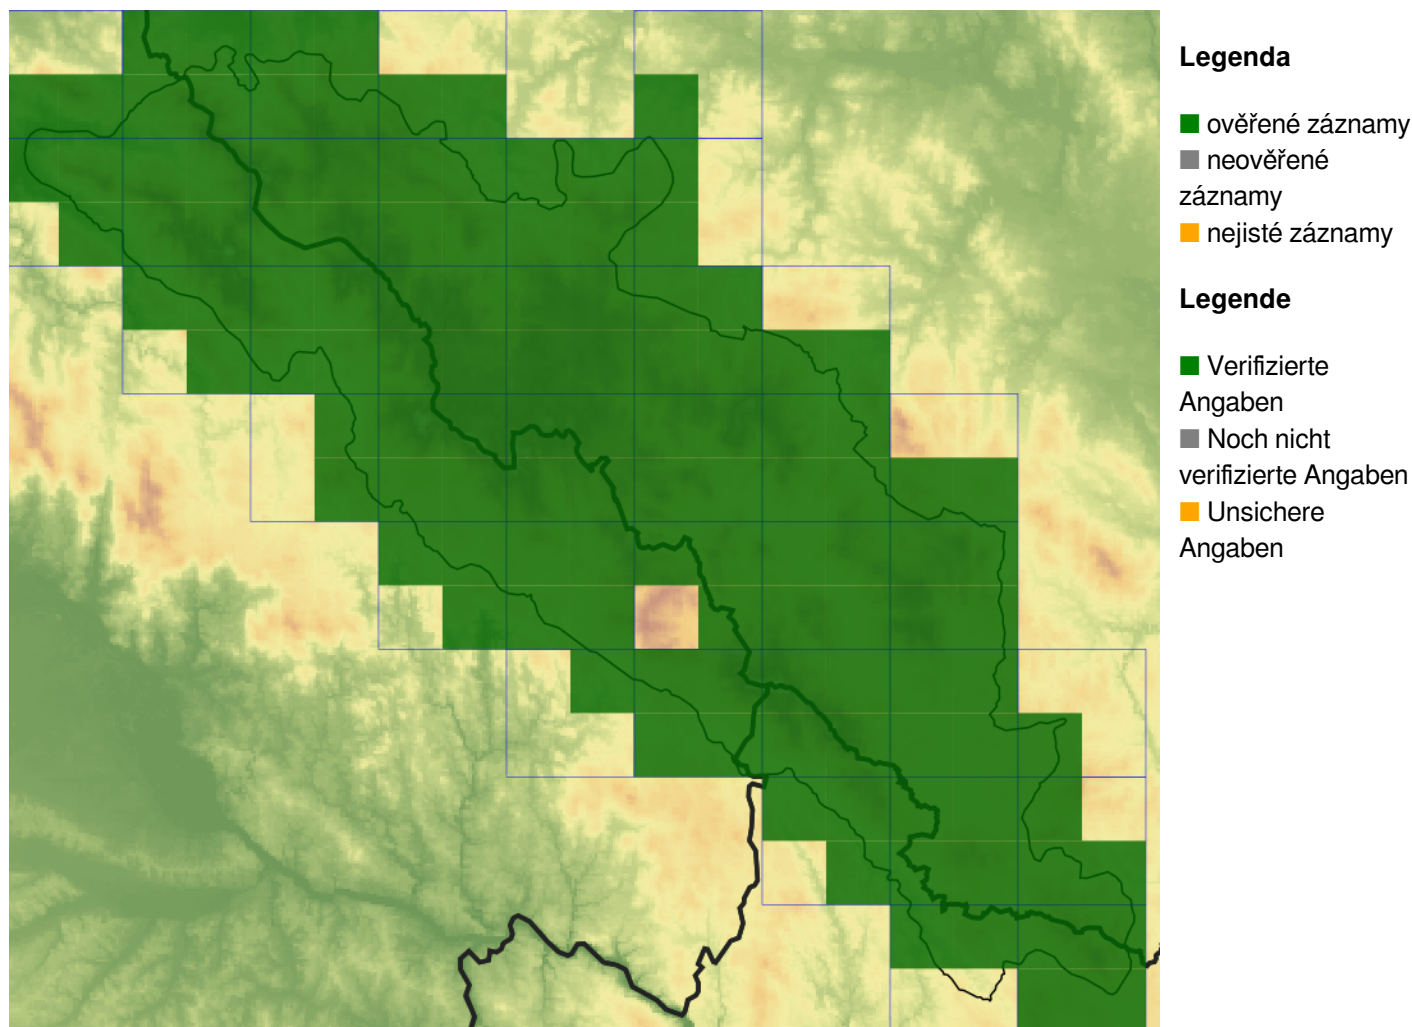 Legenda
ověřené záznamy
neověřené
záznamy
nejisté záznamy
Legende
Verifizierte
Angaben
Noch nicht
verifizierte Angaben
Unsichere
Angaben